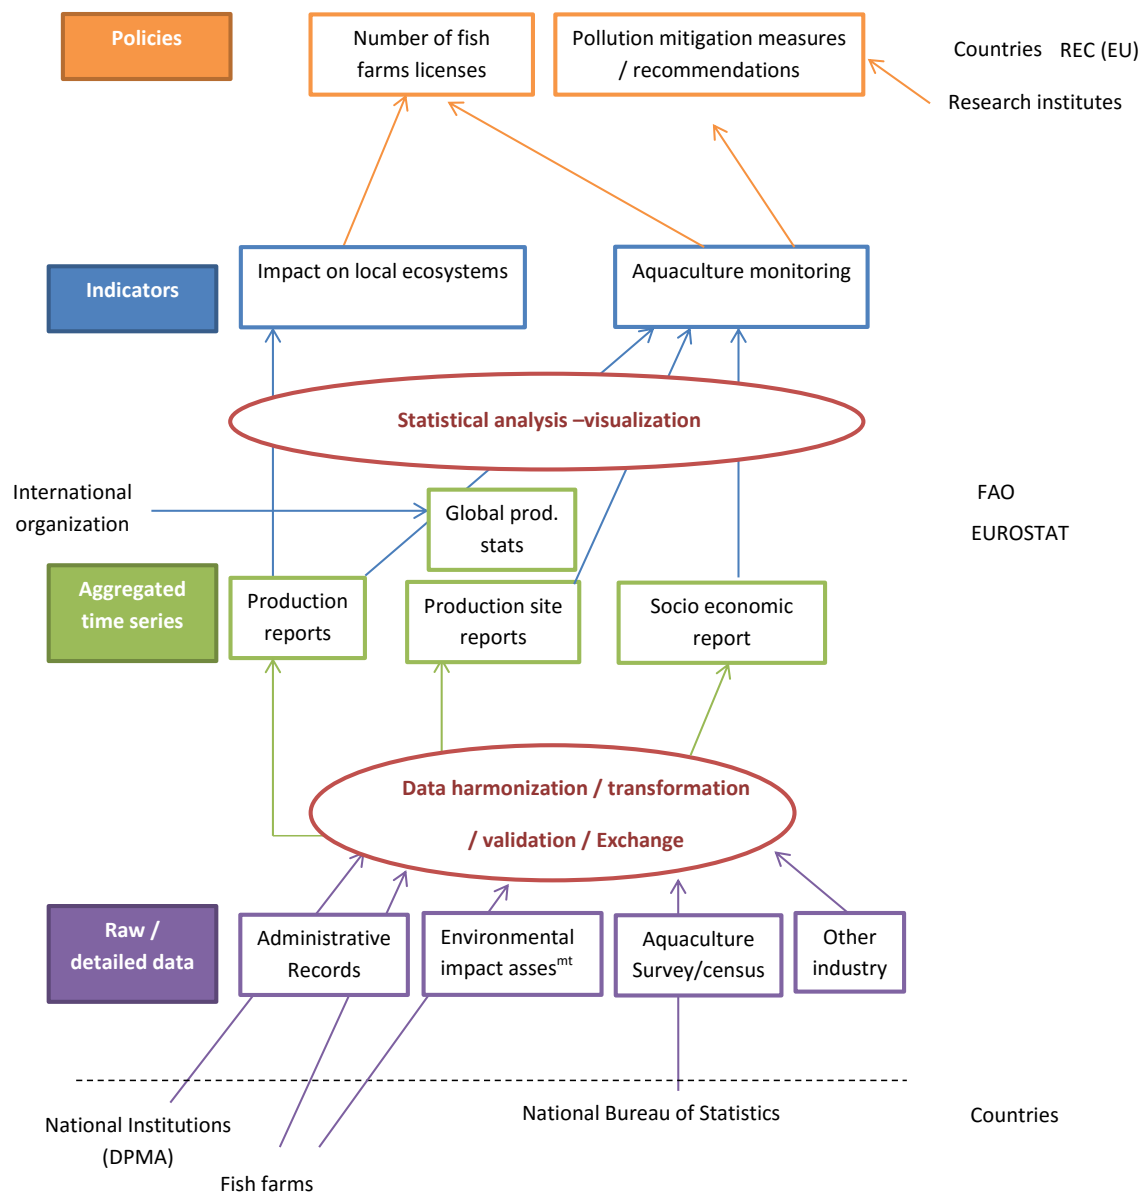 Policies
Number of fish
farms licenses
Pollution mitigation measures
/ recommendations
Countries REC (EU)
Research institutes
Indicators
Impact on local ecosystems
Aquaculture monitoring
Statistical analysis –visualization
International
organization
Global prod.
stats
FAO
EUROSTAT
Aggregated
time series
Production
reports
Production site
reports
Socio economic
report
Data harmonization / transformation
/ validation / Exchange
Raw /
detailed data
Administrative
Records
Environmental
impact asses^mt
Aquaculture
Survey/census
Other
industry
National Institutions
(DPMA)
Fish farms
National Bureau of Statistics
Countries